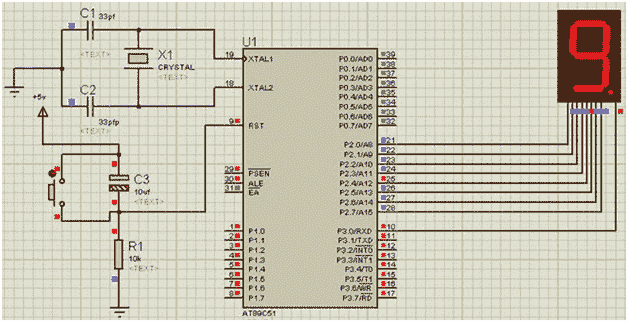 C1
33pf
<TEXT>
X1
CRYSTAL
<TEXT>
C2
33pfp
<TEXT>
+5v
C3
10uf
<TEXT>
R1
10k
<TEXT>
U1
19 XTAL1
18 XTAL2
9 RST
29 PSEN
30 ALE
31 EA
1 P1.0
2 P1.1
3 P1.2
4 P1.3
5 P1.4
6 P1.5
7 P1.6
8 P1.7
P0.0/AD0 39
P0.1/AD1 38
P0.2/AD2 37
P0.3/AD3 36
P0.4/AD4 35
P0.5/AD5 34
P0.6/AD6 33
P0.7/AD7 32
P2.0/A8 21
P2.1/A9 22
P2.2/A10 23
P2.3/A11 24
P2.4/A12 25
P2.5/A13 26
P2.6/A14 27
P2.7/A15 28
P3.0/RXD 10
P3.1/TXD 11
P3.2/INT0 12
P3.3/INT1 13
P3.4/T0 14
P3.5/T1 15
P3.6/WR 16
P3.7/RD 17
AT89C51
9.